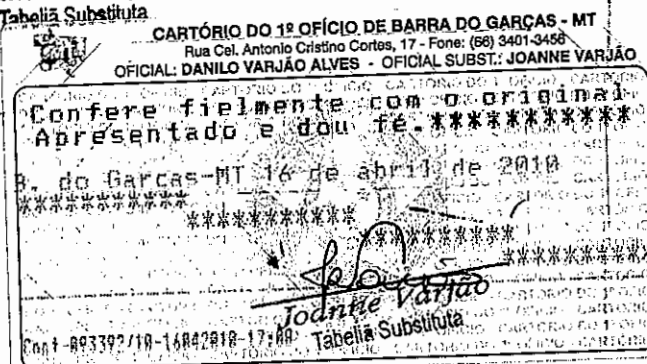 Tabeliã Substituta
CARTÓRIO DO 1º OFÍCIO DE BARRA DO GARÇAS - MT
Rua Cel. Antonio Cristino Cortes, 17 - Fone: (66) 3401-3456
OFICIAL: DANILO VARJÃO ALVES - OFICIAL SUBST.: JOANNE VARJÃO
Confere fielmente com o original
Apresentado e dou fé.***********
B. do Garças-MT 16 de abril de 2010
***********
***********
**********
**********
Joanne Varjão
Tabeliã Substituta